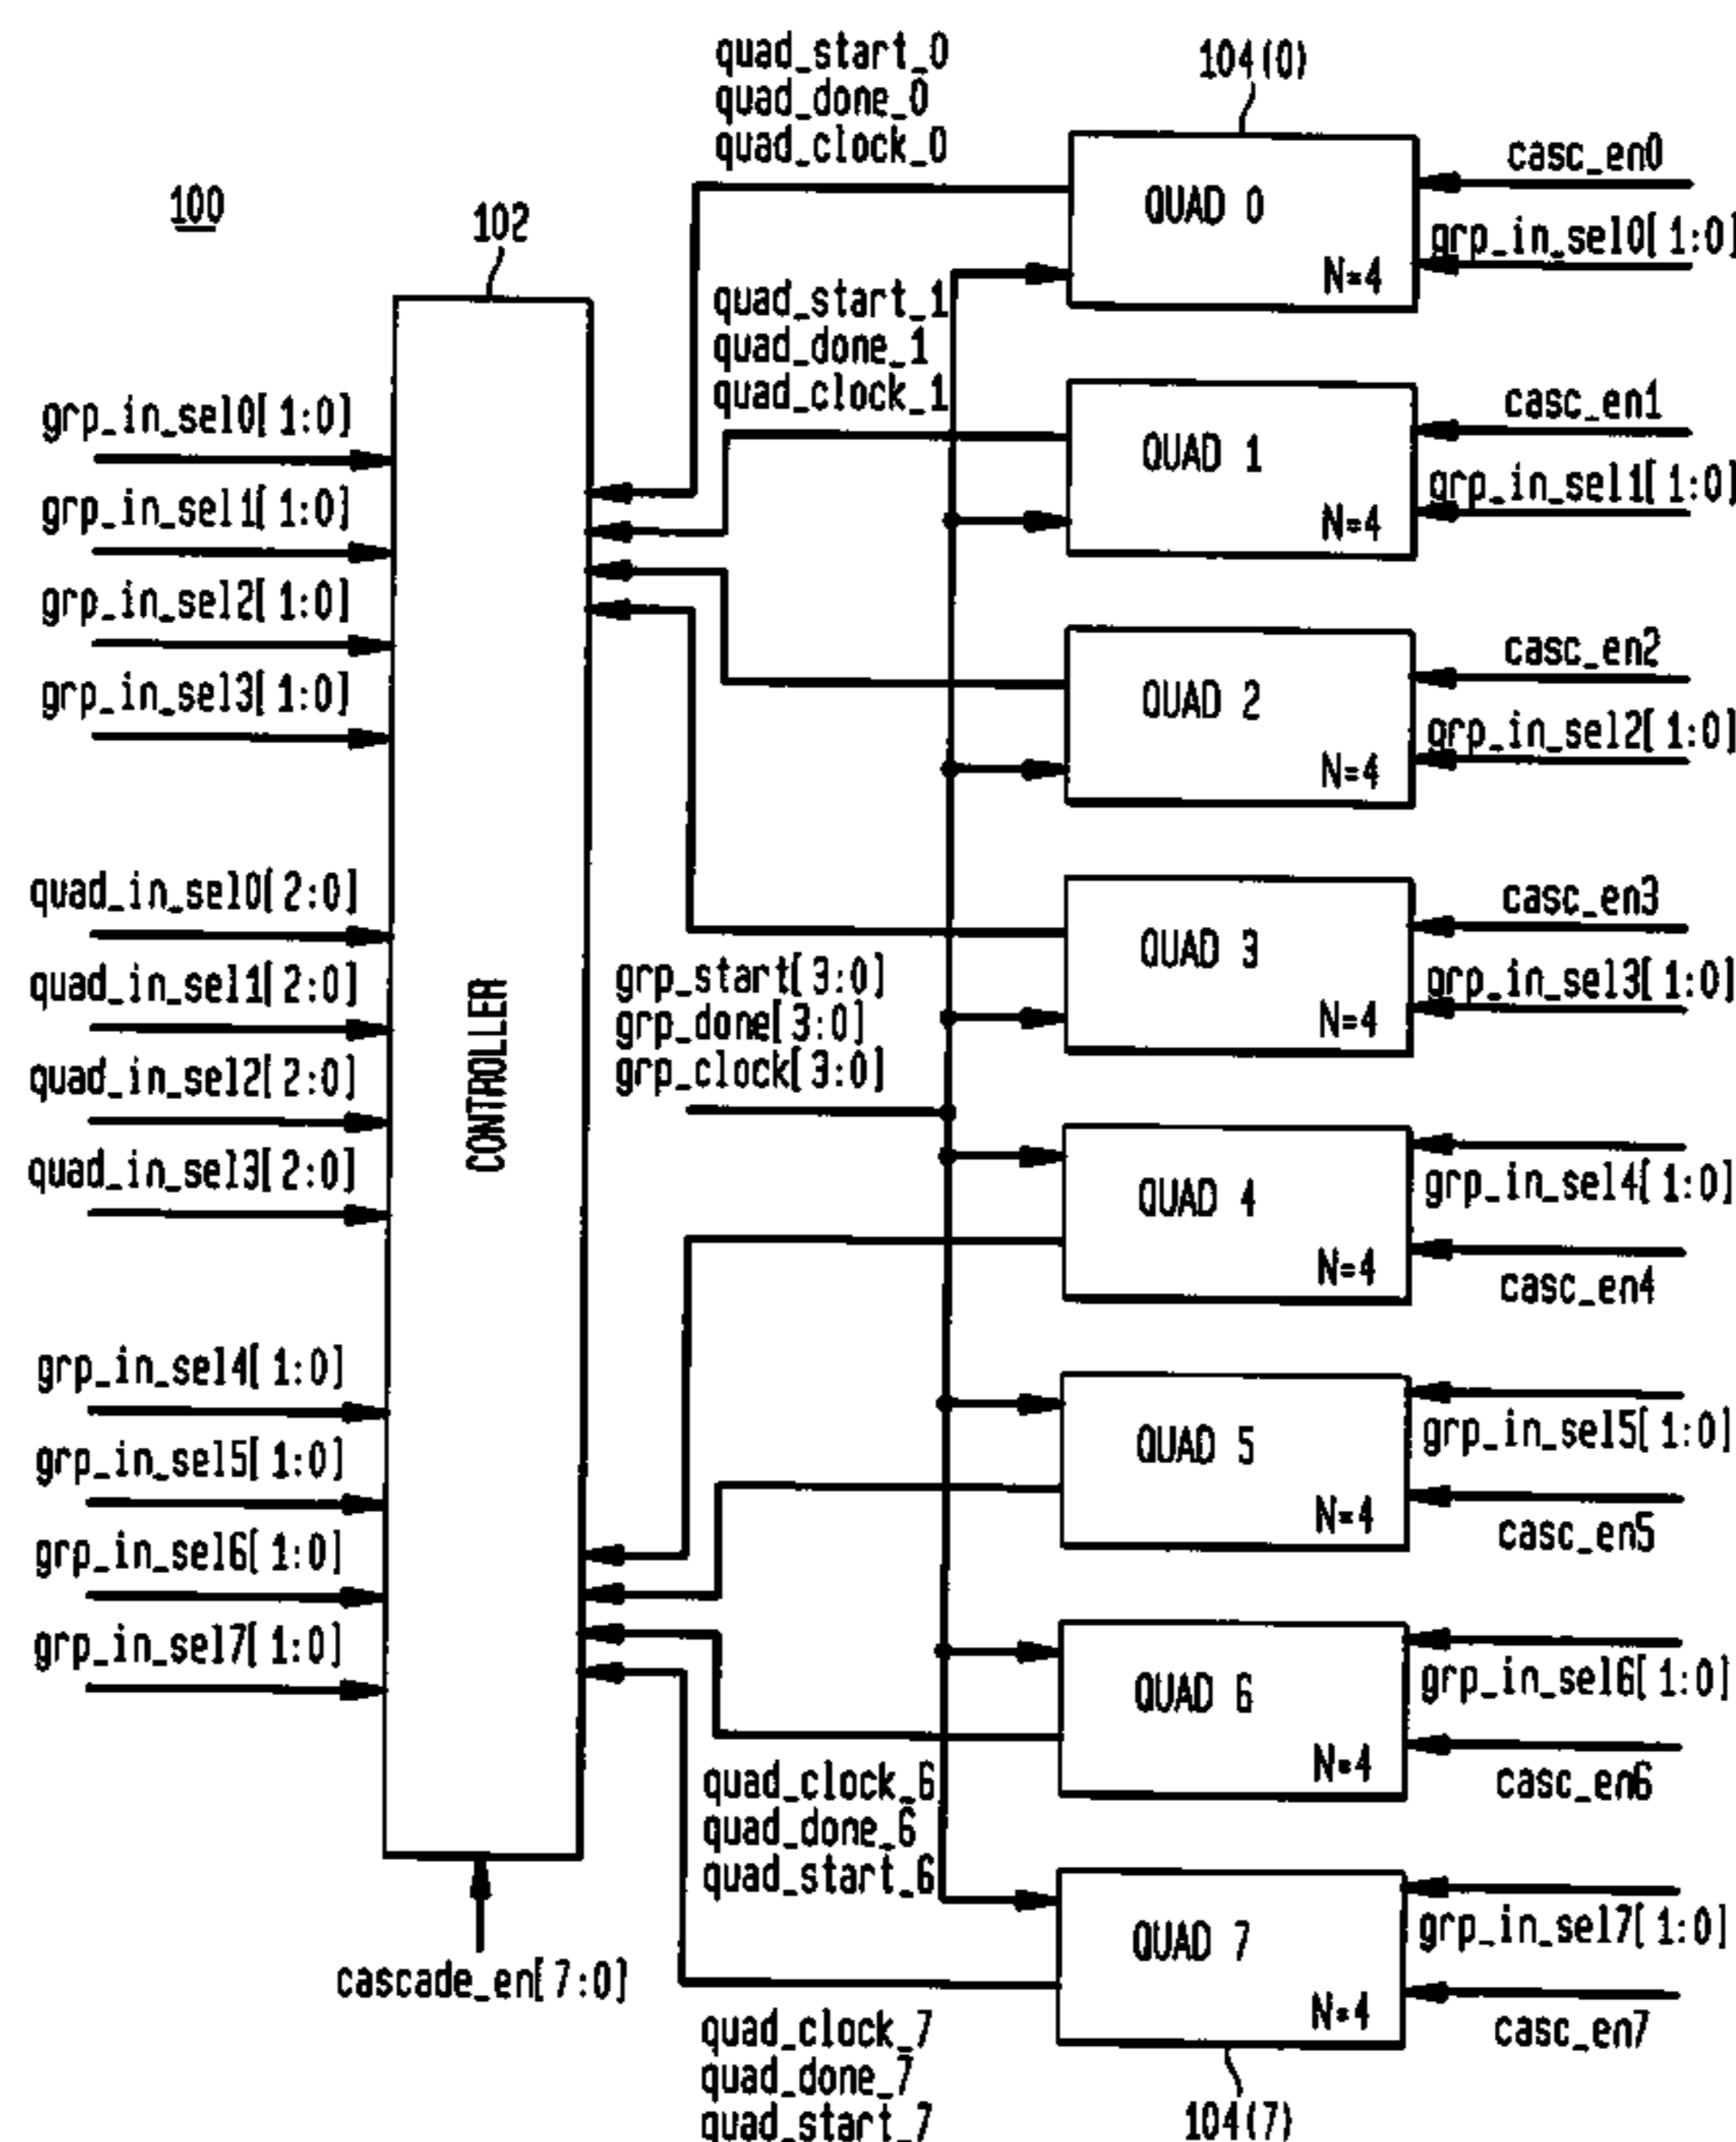 100
102
104(0)
quad_start_0
quad_done_0
quad_clock_0
QUAD 0
N=4
casc_en0
grp_in_sel0[1:0]
quad_start_1
quad_done_1
quad_clock_1
QUAD 1
N=4
casc_en1
grp_in_sel1[1:0]
QUAD 2
N=4
casc_en2
grp_in_sel2[1:0]
QUAD 3
N=4
casc_en3
grp_in_sel3[1:0]
grp_in_sel0[1:0]
grp_in_sel1[1:0]
grp_in_sel2[1:0]
grp_in_sel3[1:0]
quad_in_sel0[2:0]
quad_in_sel1[2:0]
quad_in_sel2[2:0]
quad_in_sel3[2:0]
grp_in_sel4[1:0]
grp_in_sel5[1:0]
grp_in_sel6[1:0]
grp_in_sel7[1:0]
CONTROLLER
cascade_en[7:0]
grp_start[3:0]
grp_done[3:0]
grp_clock[3:0]
QUAD 4
N=4
grp_in_sel4[1:0]
casc_en4
QUAD 5
N=4
grp_in_sel5[1:0]
casc_en5
QUAD 6
N=4
grp_in_sel6[1:0]
casc_en6
quad_clock_6
quad_done_6
quad_start_6
QUAD 7
N=4
grp_in_sel7[1:0]
casc_en7
quad_clock_7
quad_done_7
quad_start_7
104(7)